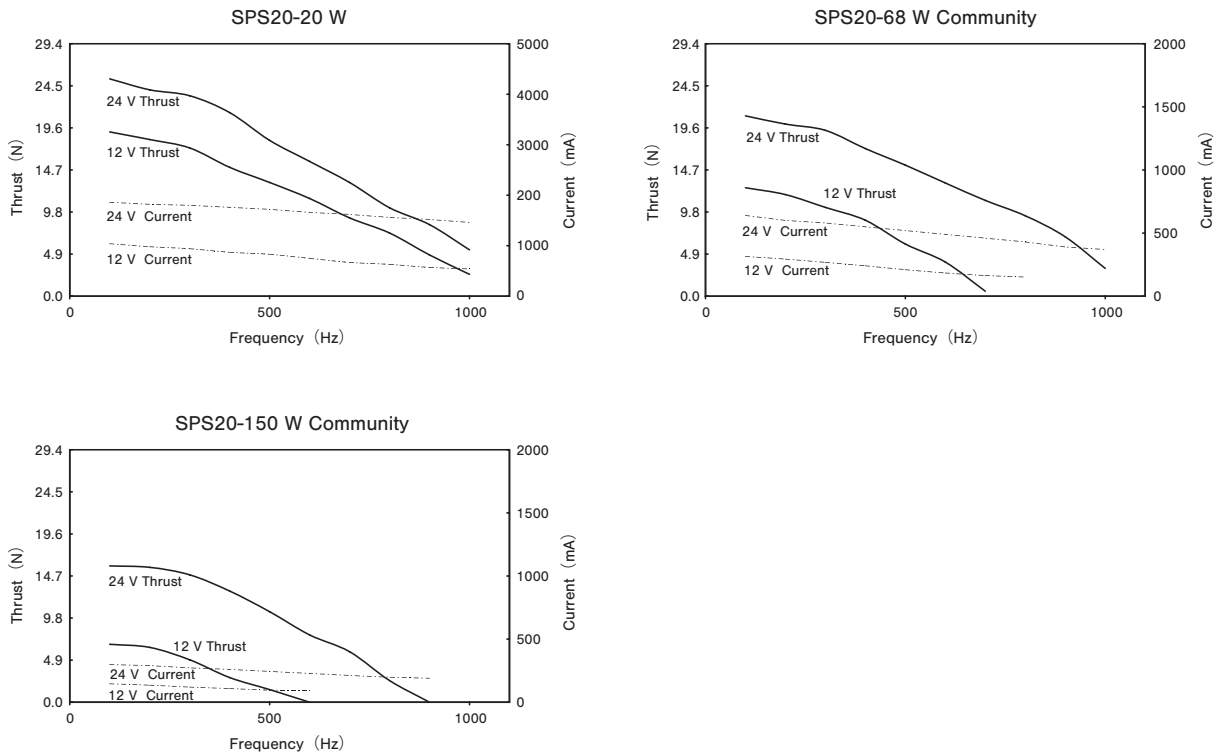 SPS20-20 W
29.4
24.5
19.6
14.7
9.8
4.9
0.0
Thrust (N)
5000
4000
3000
2000
1000
0
Current (mA)
24 V Thrust
12 V Thrust
24 V Current
12 V Current
0
500
1000
Frequency (Hz)
SPS20-68 W Community
29.4
24.5
19.6
14.7
9.8
4.9
0.0
Thrust (N)
2000
1500
1000
500
0
Current (mA)
24 V Thrust
12 V Thrust
24 V Current
12 V Current
0
500
1000
Frequency (Hz)
SPS20-150 W Community
29.4
24.5
19.6
14.7
9.8
4.9
0.0
Thrust (N)
2000
1500
1000
500
0
Current (mA)
24 V Thrust
12 V Thrust
24 V Current
12 V Current
0
500
1000
Frequency (Hz)